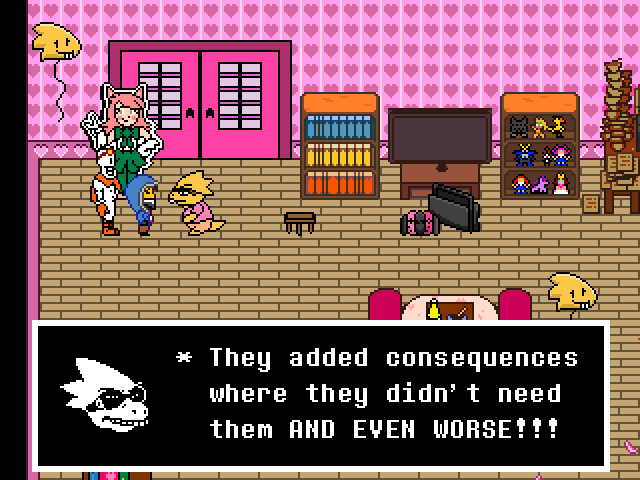 * They added consequences
where they didn't need
them AND EVEN WORSE!!!